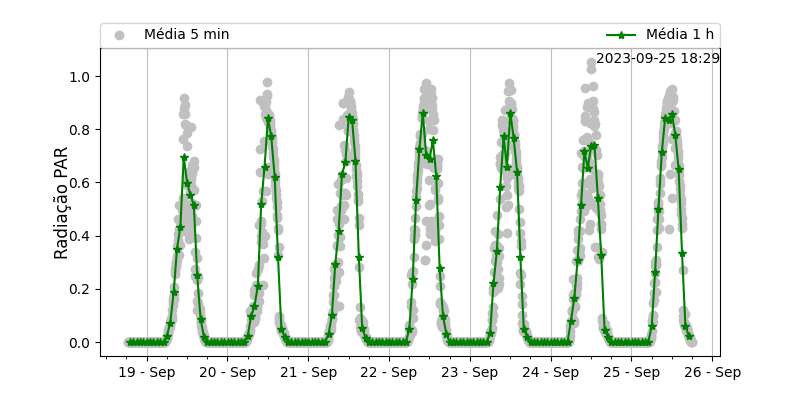 Média 5 min
Média 1 h
2023-09-25 18:29
Radiação PAR
1.0
0.8
0.6
0.4
0.2
0.0
19 - Sep
20 - Sep
21 - Sep
22 - Sep
23 - Sep
24 - Sep
25 - Sep
26 - Sep